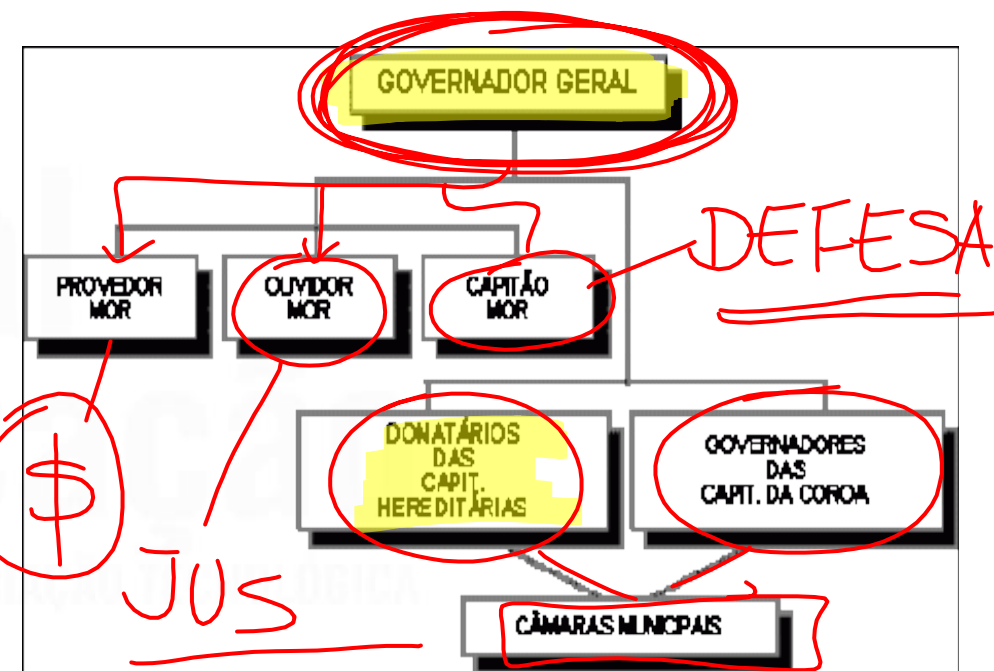 GOVERNADOR GERAL
DEFESA
PROVEDOR
MOR
OUVIDOR
MOR
CAPITÃO
MOR
$
DONATÁRIOS
DAS
CAPIT.
HEREDITÁRIAS
GOVERNADORES
DAS
CAPIT. DA COROA
JUS
CÂMARAS MUNICPAIS